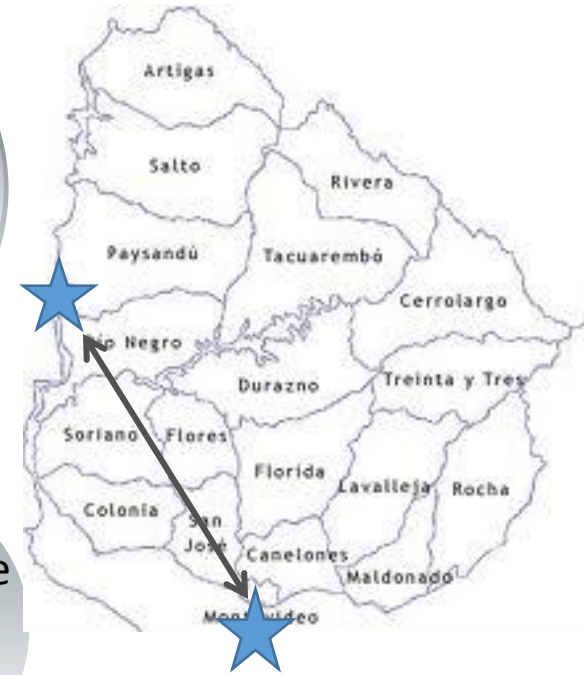 Artigas
Salto
Rivera
Paysandú
Tacuarembó
Cerrolargo
Negro
Durazno
Treinta y Tres
Soriano
Flores
Florida
Lavalleja
Rocha
Colonia
San
José
Canelones
Maldonado
e